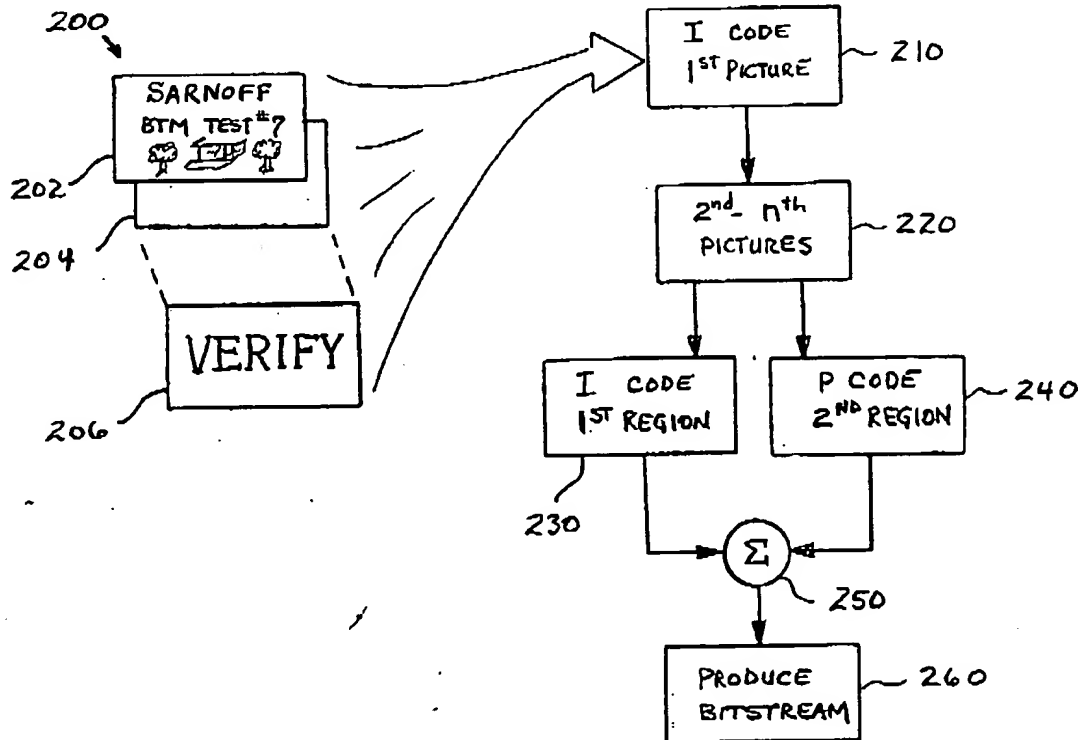 200
SARNOFF
BTM TEST #7
202
204
VERIFY
206
I CODE
1ST PICTURE
210
2nd- nth
PICTURES
220
I CODE
1ST REGION
230
P CODE
2ND REGION
240
Σ
250
PRODUCE
BITSTREAM
260